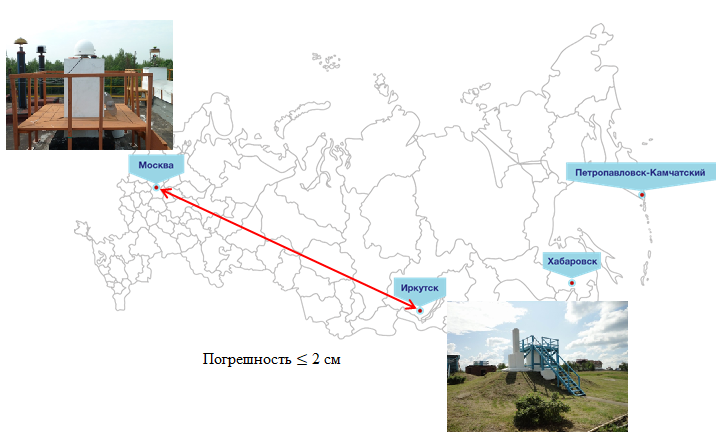 Москва
Петропавловск-Камчатский
Хабаровск
Иркутск
Погрешность ≤ 2 см